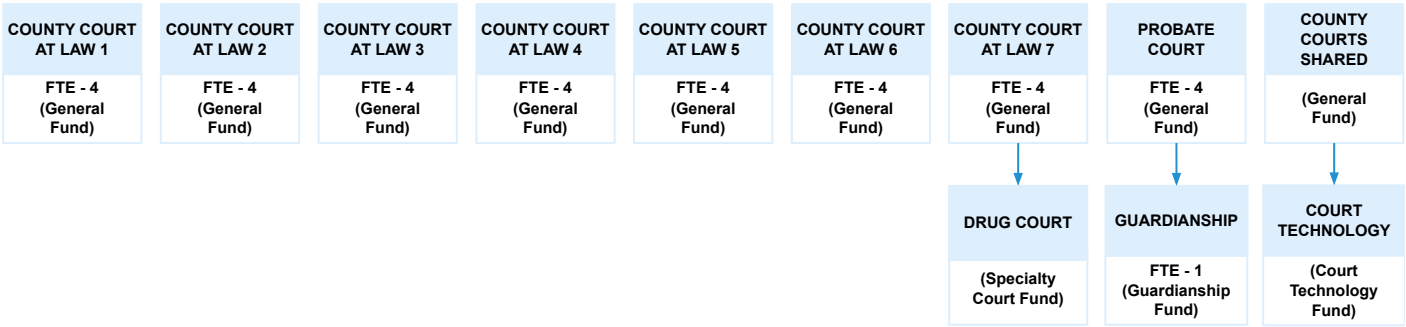 COUNTY COURT
AT LAW 1
FTE - 4
(General
Fund)
COUNTY COURT
AT LAW 2
FTE - 4
(General
Fund)
COUNTY COURT
AT LAW 3
FTE - 4
(General
Fund)
COUNTY COURT
AT LAW 4
FTE - 4
(General
Fund)
COUNTY COURT
AT LAW 5
FTE - 4
(General
Fund)
COUNTY COURT
AT LAW 6
FTE - 4
(General
Fund)
COUNTY COURT
AT LAW 7
FTE - 4
(General
Fund)
PROBATE
COURT
FTE - 4
(General
Fund)
COUNTY
COURTS
SHARED
(General
Fund)
DRUG COURT
(Specialty
Court Fund)
GUARDIANSHIP
FTE - 1
(Guardianship
Fund)
COURT
TECHNOLOGY
(Court
Technology
Fund)